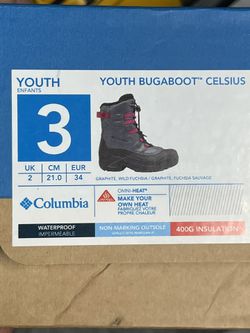 YOUTH
ENFANTS
YOUTH BUGABOOT™ CELSIUS
3
UK CM EUR
2 21.0 34
GRAPHITE, WILD FUCHSIA / GRAPHITE, FUCHSIA SAUVAGE
Columbia
OMNI-HEAT™
MAKE YOUR
OWN HEAT
FABRIQUEZ VOTRE
PROPRE CHALEUR
WATERPROOF
IMPERMÉABLE
NON MARKING OUTSOLE
400G INSULATION